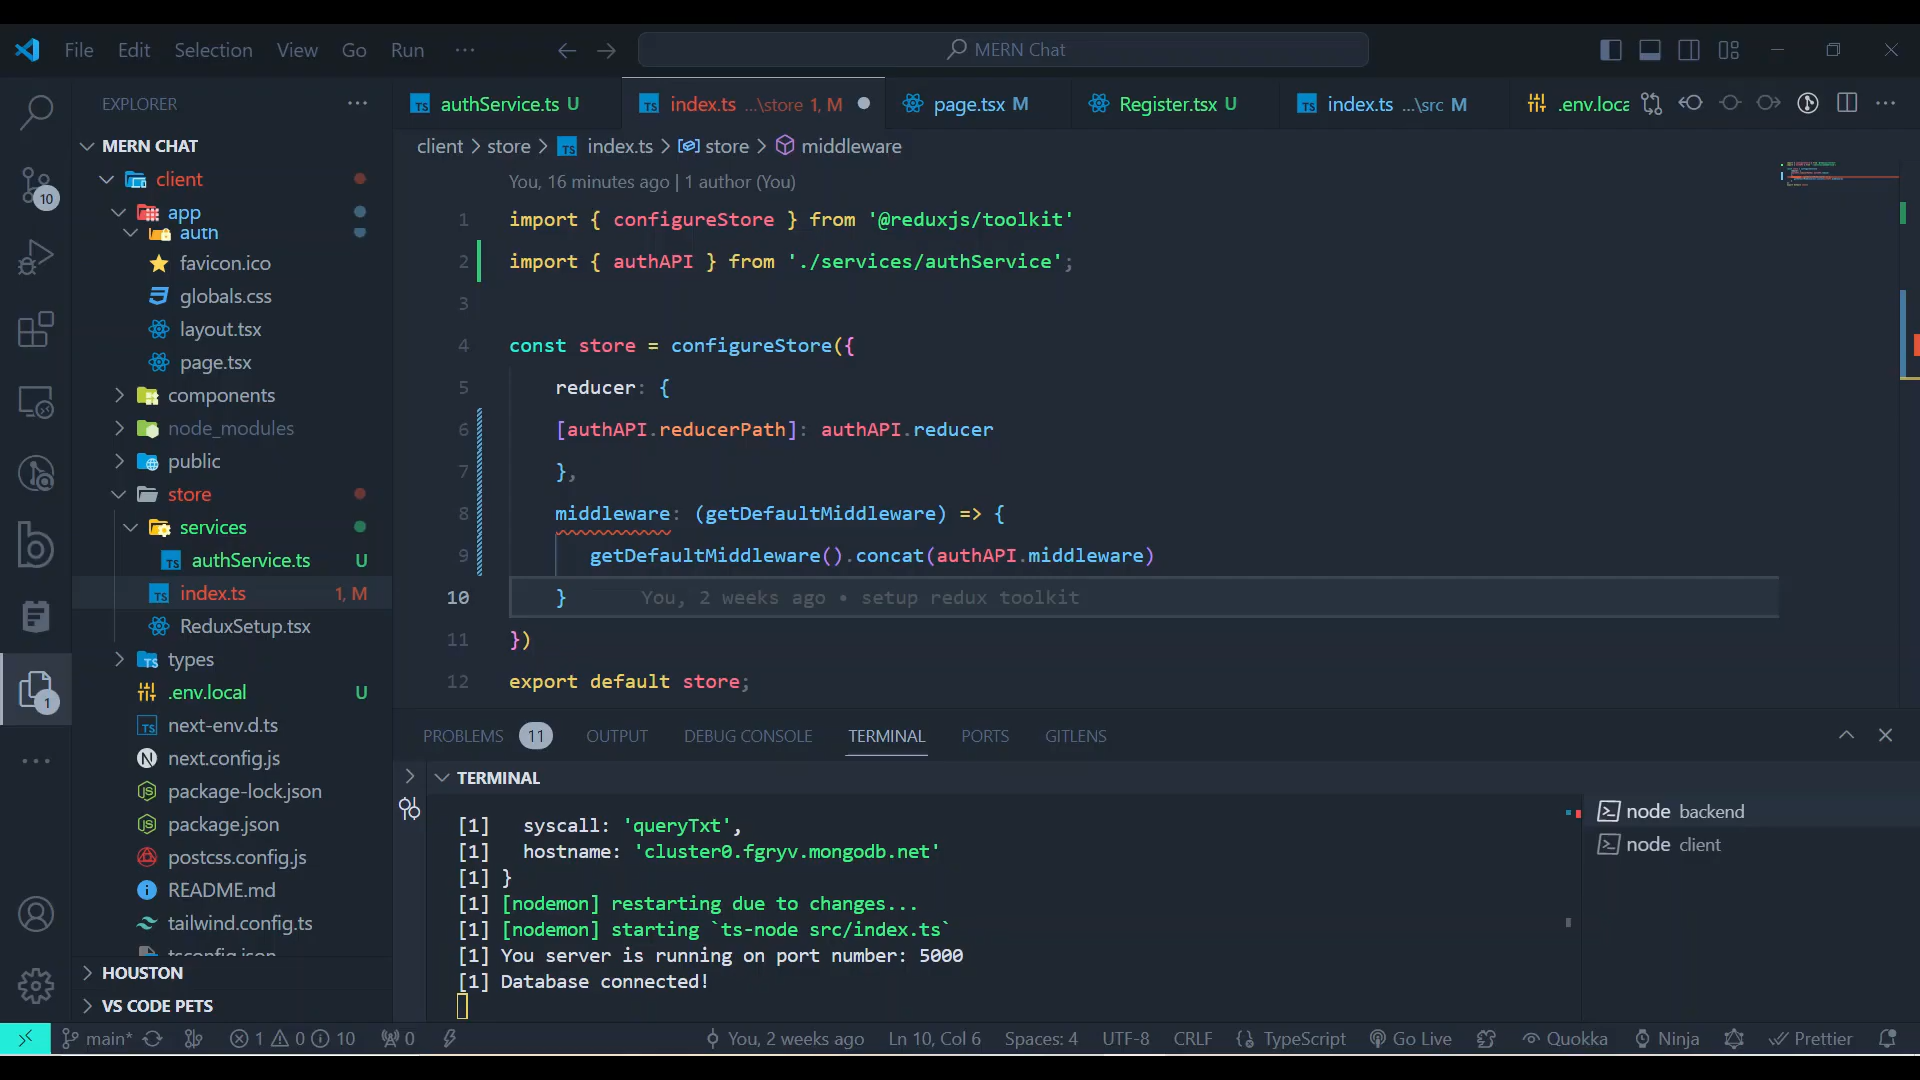 File Edit Selection View Go Run ··· MERN Chat
EXPLORER ···
MERN CHAT
client
app
auth
favicon.ico
globals.css
layout.tsx
page.tsx
components
node_modules
public
store
services
authService.ts U
index.ts 1, M
ReduxSetup.tsx
types
.env.local U
next-env.d.ts
next.config.js
package-lock.json
package.json
postcss.config.js
README.md
tailwind.config.ts
tsconfig.json
HOUSTON
VS CODE PETS
10
1
authService.ts U index.ts ...\store 1, M page.tsx M Register.tsx U index.ts ...\src M .env.loca
client > store > index.ts > store > middleware
You, 16 minutes ago | 1 author (You)
1 import { configureStore } from '@reduxjs/toolkit'
2 import { authAPI } from './services/authService';
3
4 const store = configureStore({
5 reducer: {
6 [authAPI.reducerPath]: authAPI.reducer
7 },
8 middleware: (getDefaultMiddleware) => {
9 getDefaultMiddleware().concat(authAPI.middleware)
10 } You, 2 weeks ago • setup redux toolkit
11 })
12 export default store;
PROBLEMS 11 OUTPUT DEBUG CONSOLE TERMINAL PORTS GITLENS
TERMINAL
[1] syscall: 'queryTxt',
[1] hostname: 'cluster0.fgryv.mongodb.net'
[1] }
[1] [nodemon] restarting due to changes...
[1] [nodemon] starting `ts-node src/index.ts`
[1] You server is running on port number: 5000
[1] Database connected!
node backend
node client
main* 1 0 10 0 You, 2 weeks ago Ln 10, Col 6 Spaces: 4 UTF-8 CRLF TypeScript Go Live Quokka Ninja Prettier